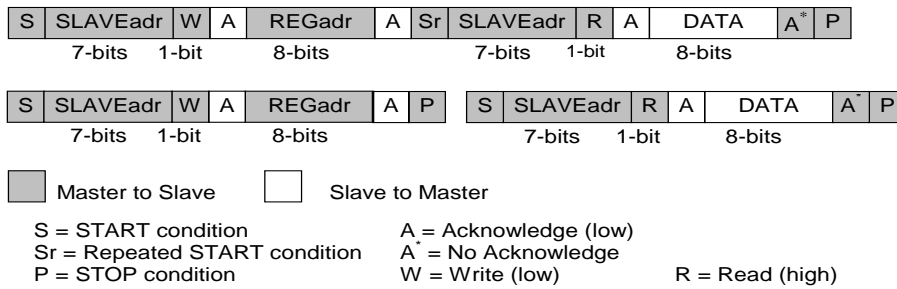 S SLAVEadr W A REGadr A Sr SLAVEadr R A DATA A* P
7-bits 1-bit 8-bits 7-bits 1-bit 8-bits
S SLAVEadr W A REGadr A P S SLAVEadr R A DATA A* P
7-bits 1-bit 8-bits 7-bits 1-bit 8-bits
Master to Slave Slave to Master
S = START condition A = Acknowledge (low)
Sr = Repeated START condition A* = No Acknowledge
P = STOP condition W = Write (low) R = Read (high)